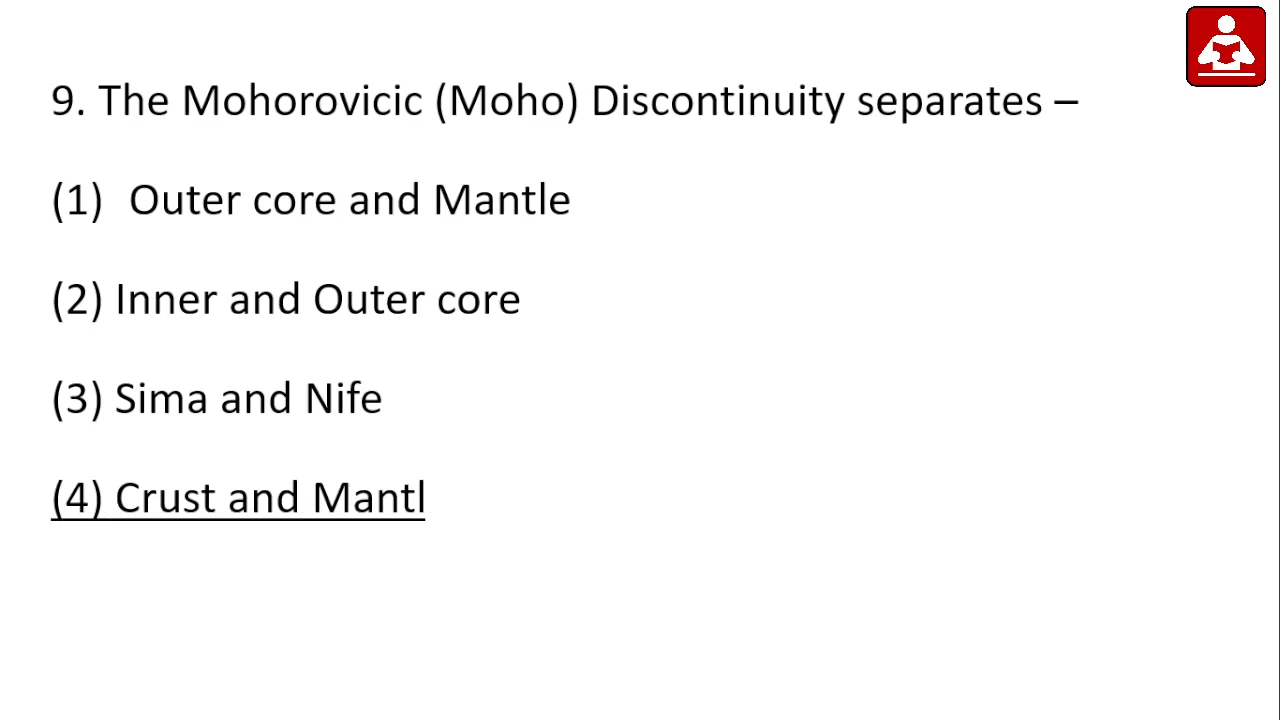 9. The Mohorovicic (Moho) Discontinuity separates –
(1) Outer core and Mantle
(2) Inner and Outer core
(3) Sima and Nife
(4) Crust and Mantl